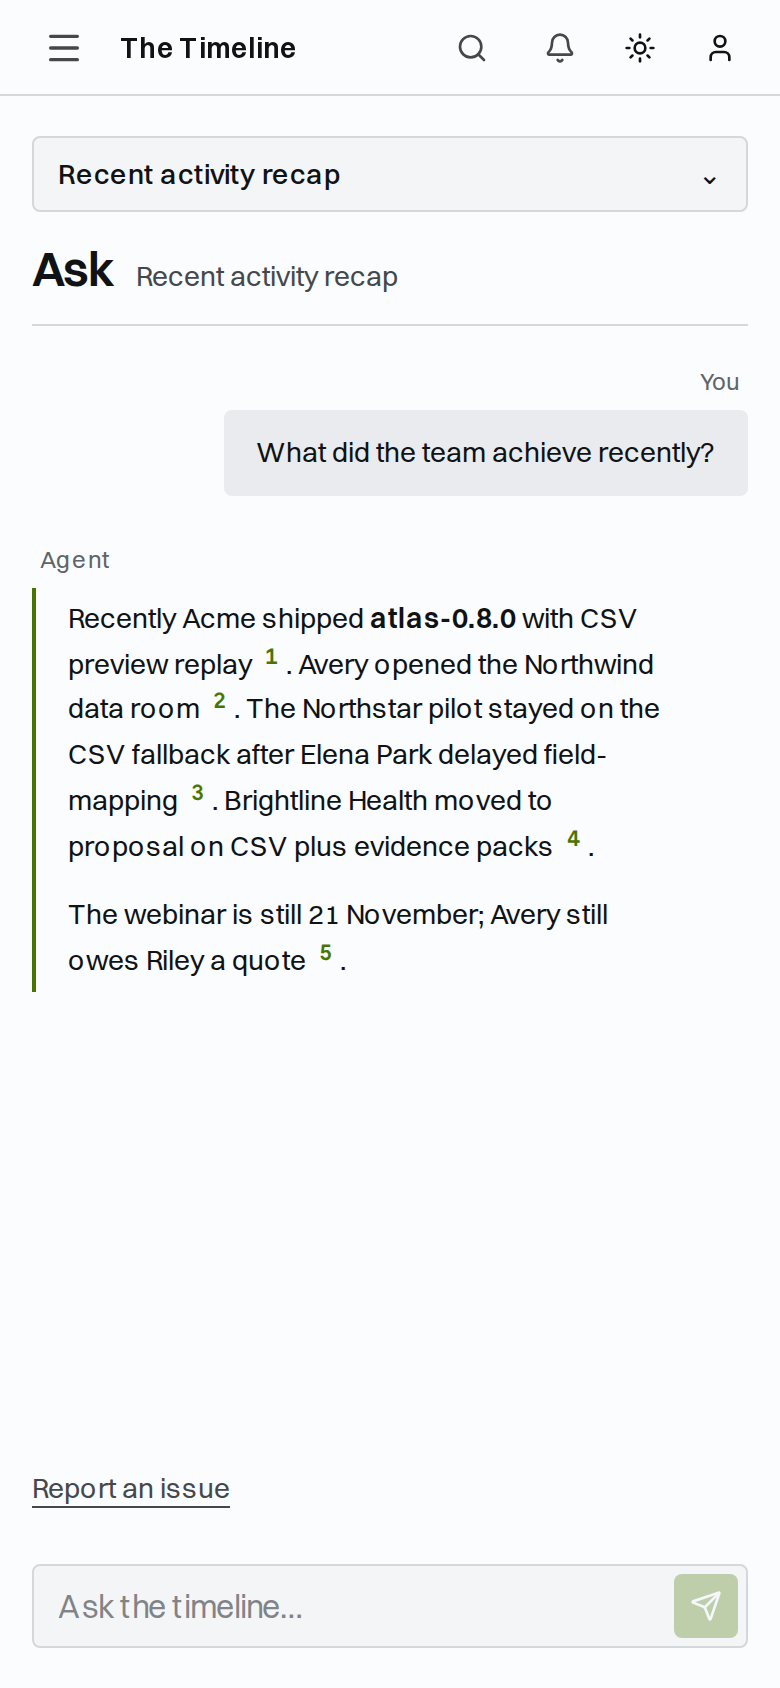 The Timeline
Recent activity recap
Ask Recent activity recap
You
What did the team achieve recently?
Agent
Recently Acme shipped atlas-0.8.0 with CSV
preview replay 1 . Avery opened the Northwind
data room 2 . The Northstar pilot stayed on the
CSV fallback after Elena Park delayed field-
mapping 3 . Brightline Health moved to
proposal on CSV plus evidence packs 4 .
The webinar is still 21 November; Avery still
owes Riley a quote 5 .
Report an issue
Ask the timeline...